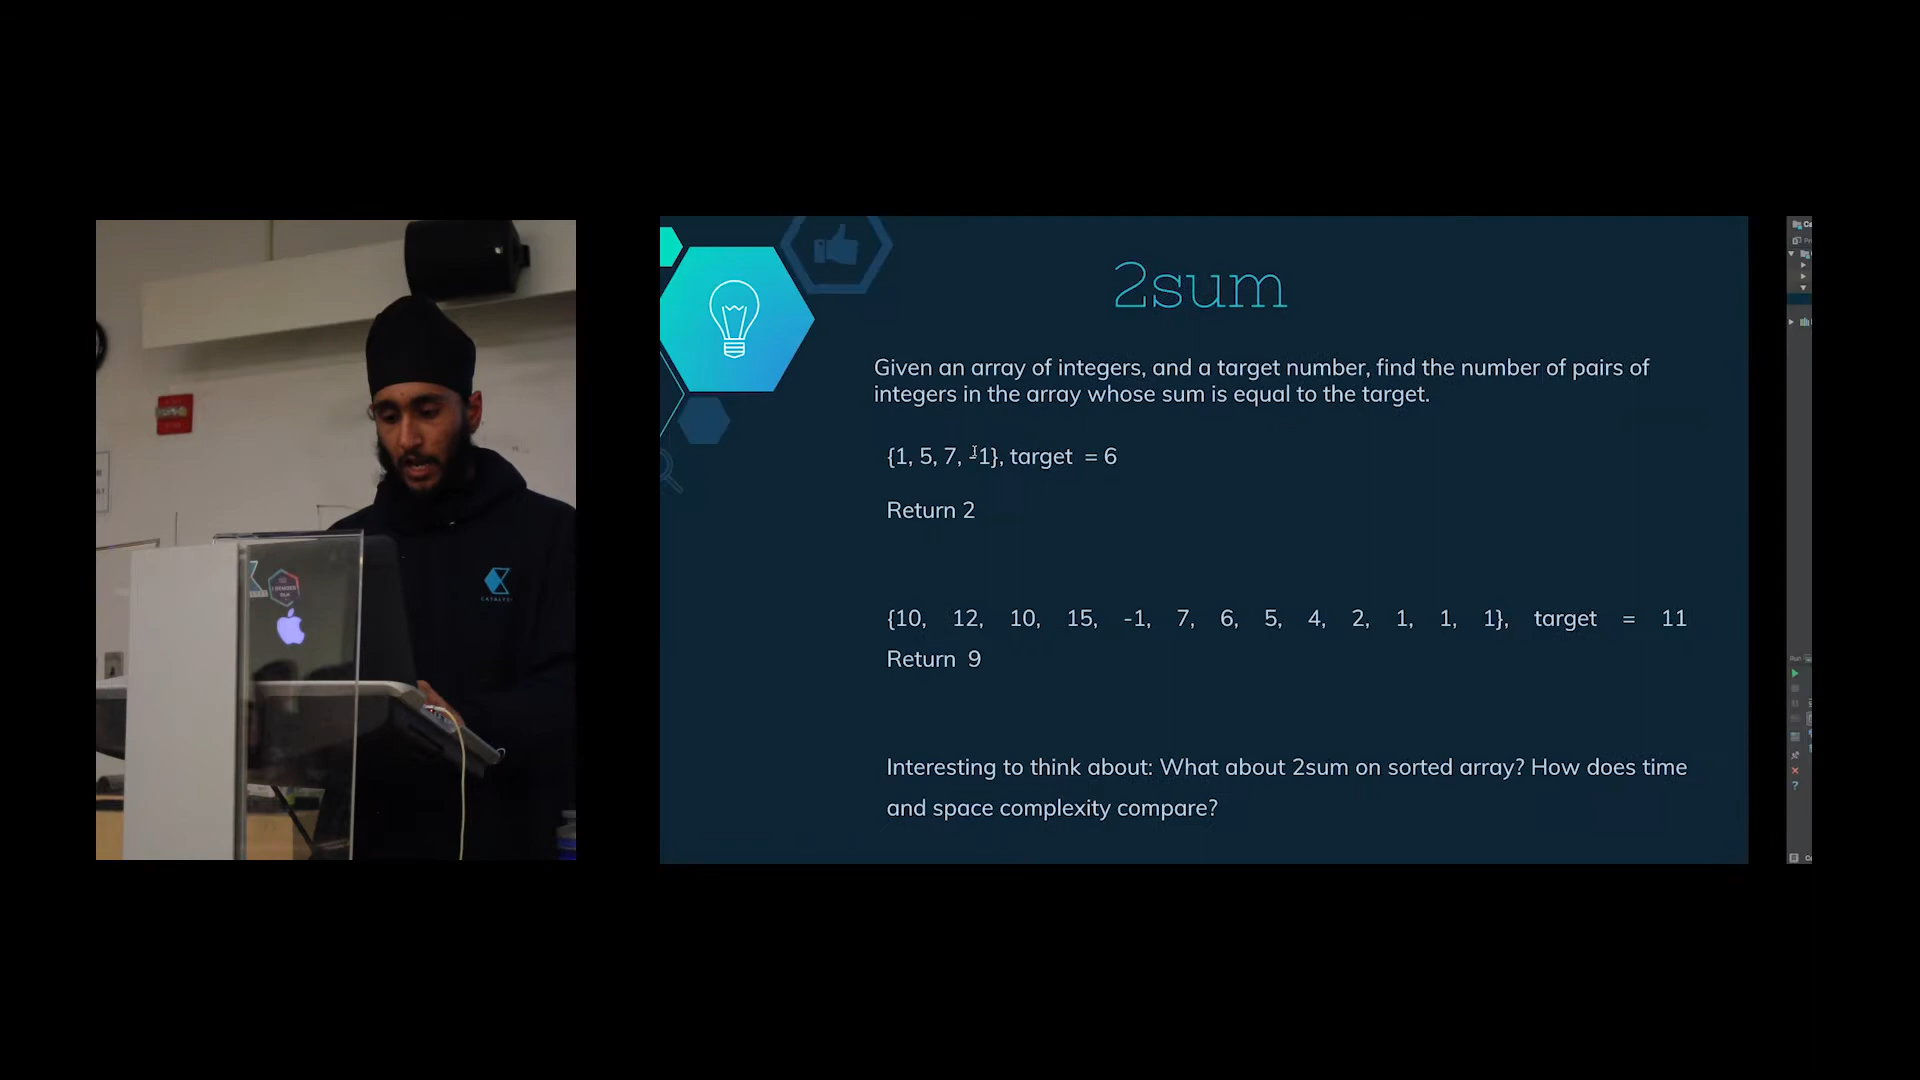 2sum
Given an array of integers, and a target number, find the number of pairs of
integers in the array whose sum is equal to the target.
{1, 5, 7, -1}, target = 6
Return 2
{10, 12, 10, 15, -1, 7, 6, 5, 4, 2, 1, 1, 1}, target = 11
Return 9
Interesting to think about: What about 2sum on sorted array? How does time
and space complexity compare?
CATALYST
Run